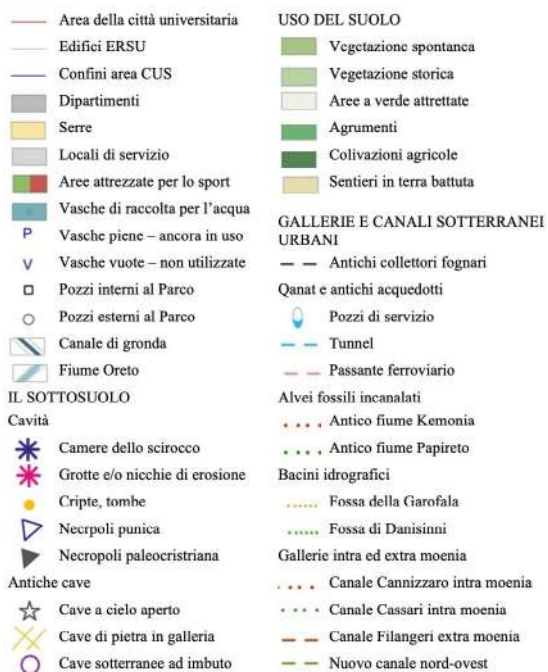 Area della città universitaria
Edifici ERSU
Confini area CUS
Dipartimenti
Serre
Locali di servizio
Aree attrezzate per lo sport
Vasche di raccolta per l'acqua
P Vasche piene – ancora in uso
V Vasche vuote – non utilizzate
Pozzi interni al Parco
Pozzi esterni al Parco
Canale di gronda
Fiume Oreto
IL SOTTOSUOLO
Cavità
Camere dello scirocco
Grotte e/o nicchie di erosione
Cripte, tombe
Necrpoli punica
Necropoli paleocristriana
Antiche cave
Cave a cielo aperto
Cave di pietra in galleria
Cave sotterranee ad imbuto
USO DEL SUOLO
Vegetazione spontanea
Vegetazione storica
Aree a verde attrettate
Agrumenti
Colivazioni agricole
Sentieri in terra battuta
GALLERIE E CANALI SOTTERRANEI
URBANI
Antichi collettori fognari
Qanat e antichi acquedotti
Pozzi di servizio
Tunnel
Passante ferroviario
Alvei fossili incanalati
Antico fiume Kemonia
Antico fiume Papireto
Bacini idrografici
Fossa della Garofala
Fossa di Danisinni
Gallerie intra ed extra moenia
Canale Cannizzaro intra moenia
Canale Cassari intra moenia
Canale Filangeri extra moenia
Nuovo canale nord-ovest